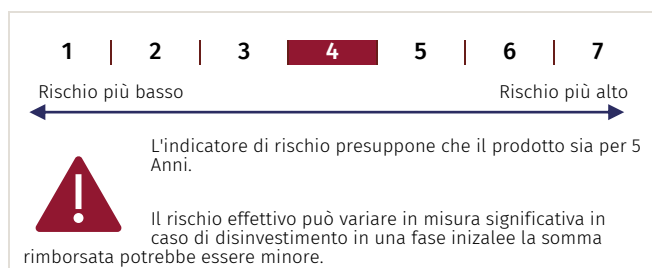 1 | 2 | 3 | 4 | 5 | 6 | 7
Rischio più basso Rischio più alto
L'indicatore di rischio presuppone che il prodotto sia per 5
Anni.
Il rischio effettivo può variare in misura significativa in
caso di disinvestimento in una fase inizalee la somma
rimborsata potrebbe essere minore.